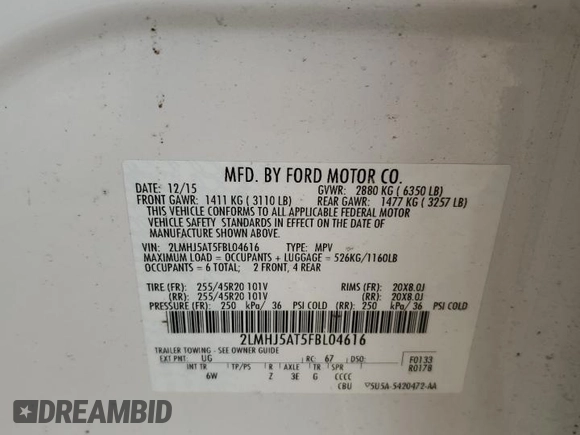 MFD. BY FORD MOTOR CO.
DATE: 12/15 GVWR: 2880 KG ( 6350 LB)
FRONT GAWR: 1411 KG ( 3110 LB) REAR GAWR: 1477 KG ( 3257 LB)
THIS VEHICLE CONFORMS TO ALL APPLICABLE FEDERAL MOTOR
VEHICLE SAFETY STANDARDS IN EFFECT ON THE DATE OF
MANUFACTURE SHOWN ABOVE.
VIN: 2LMHJ5AT5FBL04616 TYPE: MPV
MAXIMUM LOAD = OCCUPANTS + LUGGAGE = 526KG/1160LB
OCCUPANTS = 6 TOTAL; 2 FRONT, 4 REAR
TIRE (FR): 255/45R20 101V RIMS (FR): 20X8.0J
(RR): 255/45R20 101V (RR): 20X8.0J
PRESSURE (FR): 250 kPa/ 36 PSI COLD (RR): 250 kPa/ 36 PSI COLD
2LMHJ5AT5FBL04616
TRAILER TOWING - SEE OWNER GUIDE
EXT PNT: UG RC: 67 DSO: F0133
R0178
INT TR TP/PS R AXLE TR SPR
6W Z 3E G CCCC
CBU 5U5A-5420472-AA
DREAMBID